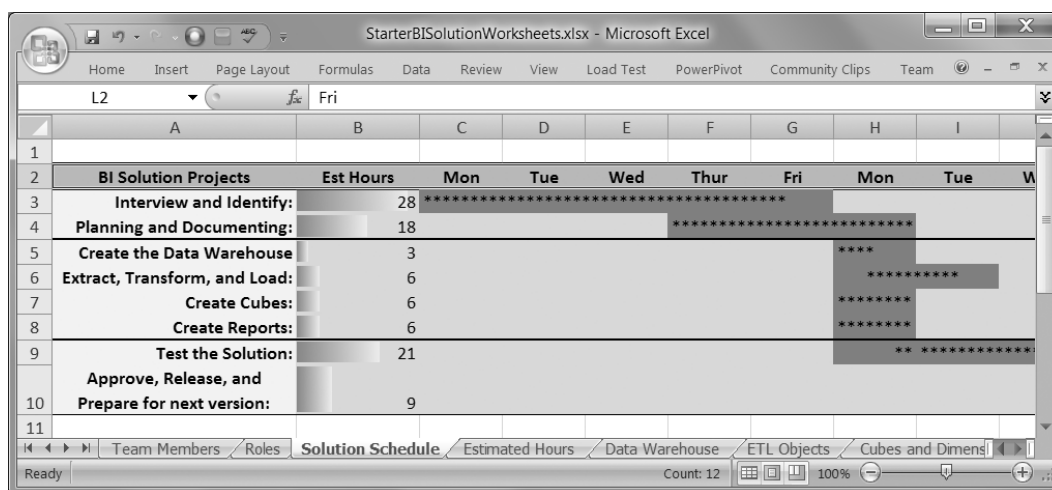 StarterBISolutionWorksheets.xlsx - Microsoft Excel
Home Insert Page Layout Formulas Data Review View Load Test PowerPivot Community Clips Team
L2 fx Fri
A B C D E F G H I
1
2 BI Solution Projects Est Hours Mon Tue Wed Thur Fri Mon Tue W
3 Interview and Identify: 28 ***************************************
4 Planning and Documenting: 18 **************************
5 Create the Data Warehouse 3 ****
6 Extract, Transform, and Load: 6 **********
7 Create Cubes: 6 ********
8 Create Reports: 6 ********
9 Test the Solution: 21 ** *************
Approve, Release, and
10 Prepare for next version: 9
11
Team Members Roles Solution Schedule Estimated Hours Data Warehouse ETL Objects Cubes and Dimens
Ready Count: 12 100%